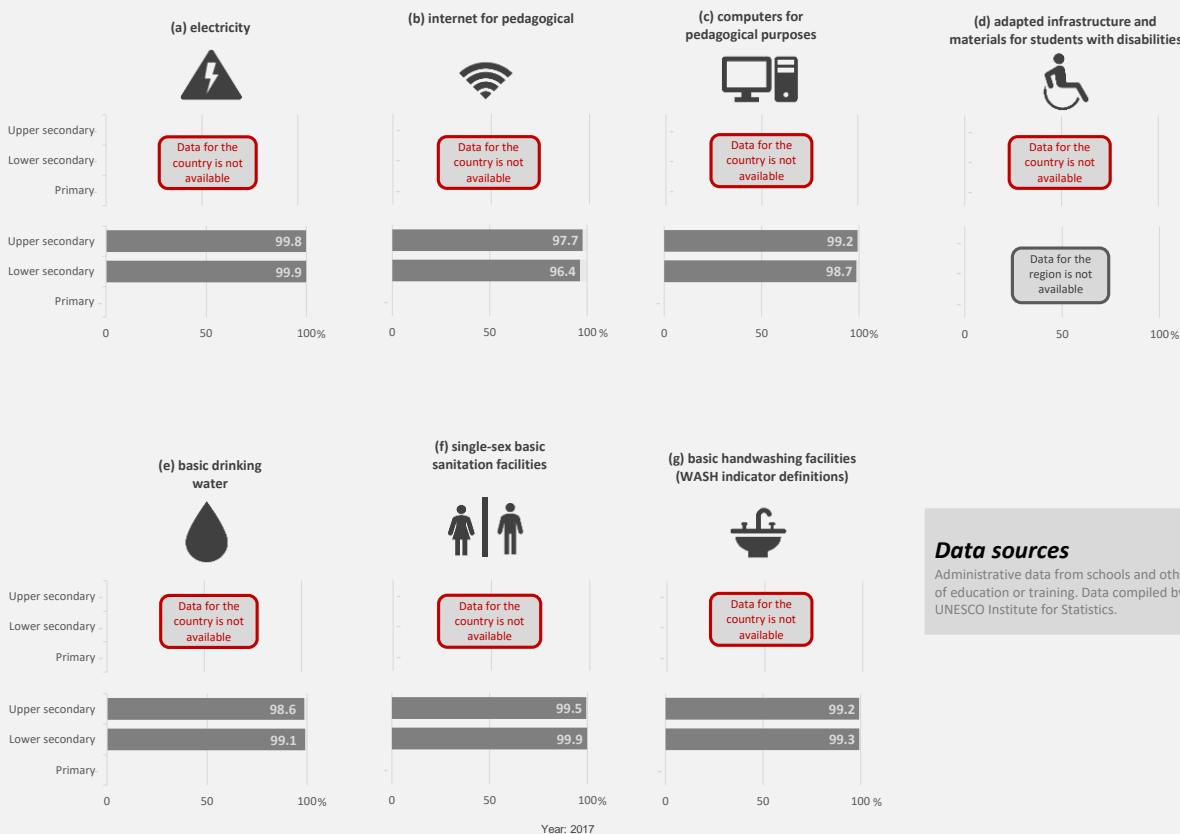 (a) electricity
(b) internet for pedagogical
(c) computers for
pedagogical purposes
(d) adapted infrastructure and
materials for students with disabilities
Upper secondary
Lower secondary
Primary
Data for the
country is not
available
Data for the
country is not
available
Data for the
country is not
available
Data for the
country is not
available
Upper secondary
Lower secondary
Primary
99.8
99.9
97.7
96.4
99.2
98.7
Data for the
region is not
available
0 50 100%
0 50 100%
0 50 100%
0 50 100%
(e) basic drinking
water
(f) single-sex basic
sanitation facilities
(g) basic handwashing facilities
(WASH indicator definitions)
Upper secondary
Lower secondary
Primary
Data for the
country is not
available
Data for the
country is not
available
Data for the
country is not
available
Data sources
Administrative data from schools and oth
of education or training. Data compiled by
UNESCO Institute for Statistics.
Upper secondary
Lower secondary
Primary
98.6
99.1
99.5
99.9
99.2
99.3
0 50 100%
0 50 100%
0 50 100 %
Year: 2017